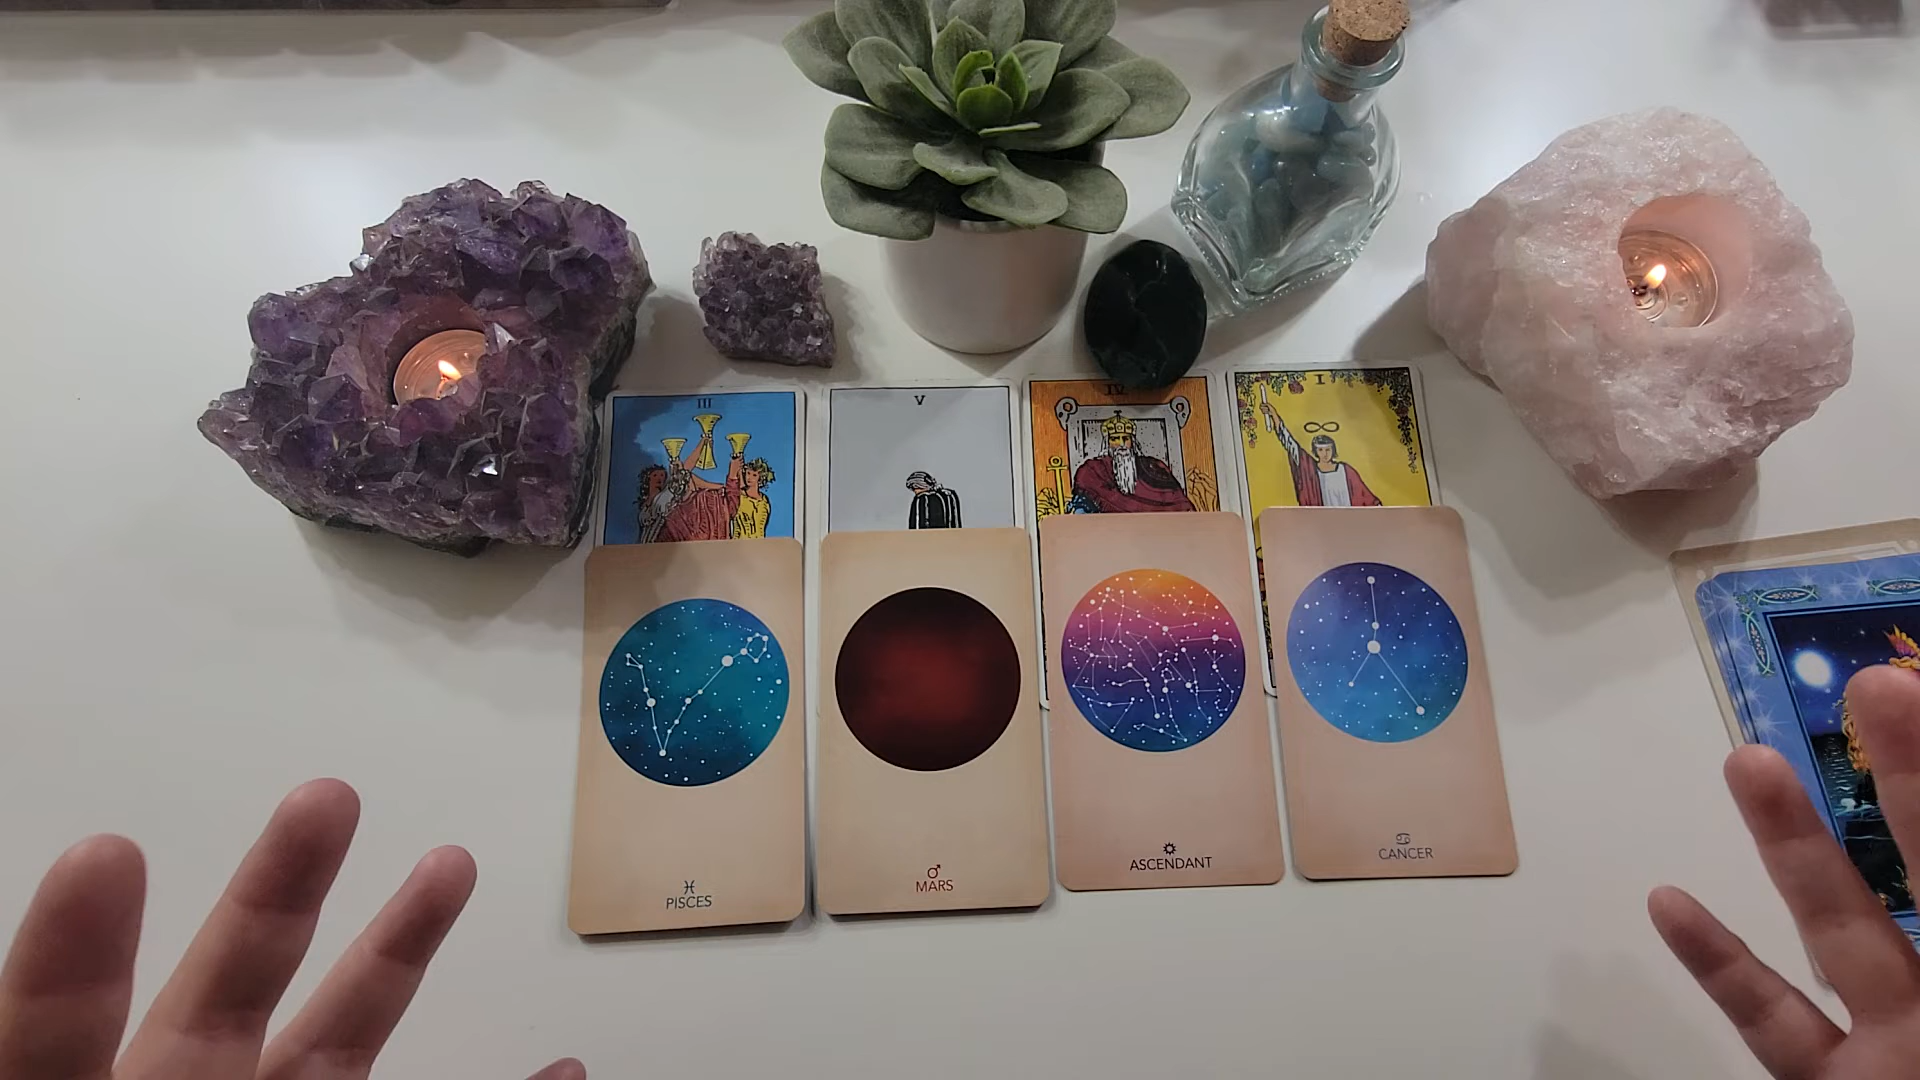 III
V
IV
I
♓
PISCES
♂
MARS
ASCENDANT
♋
CANCER